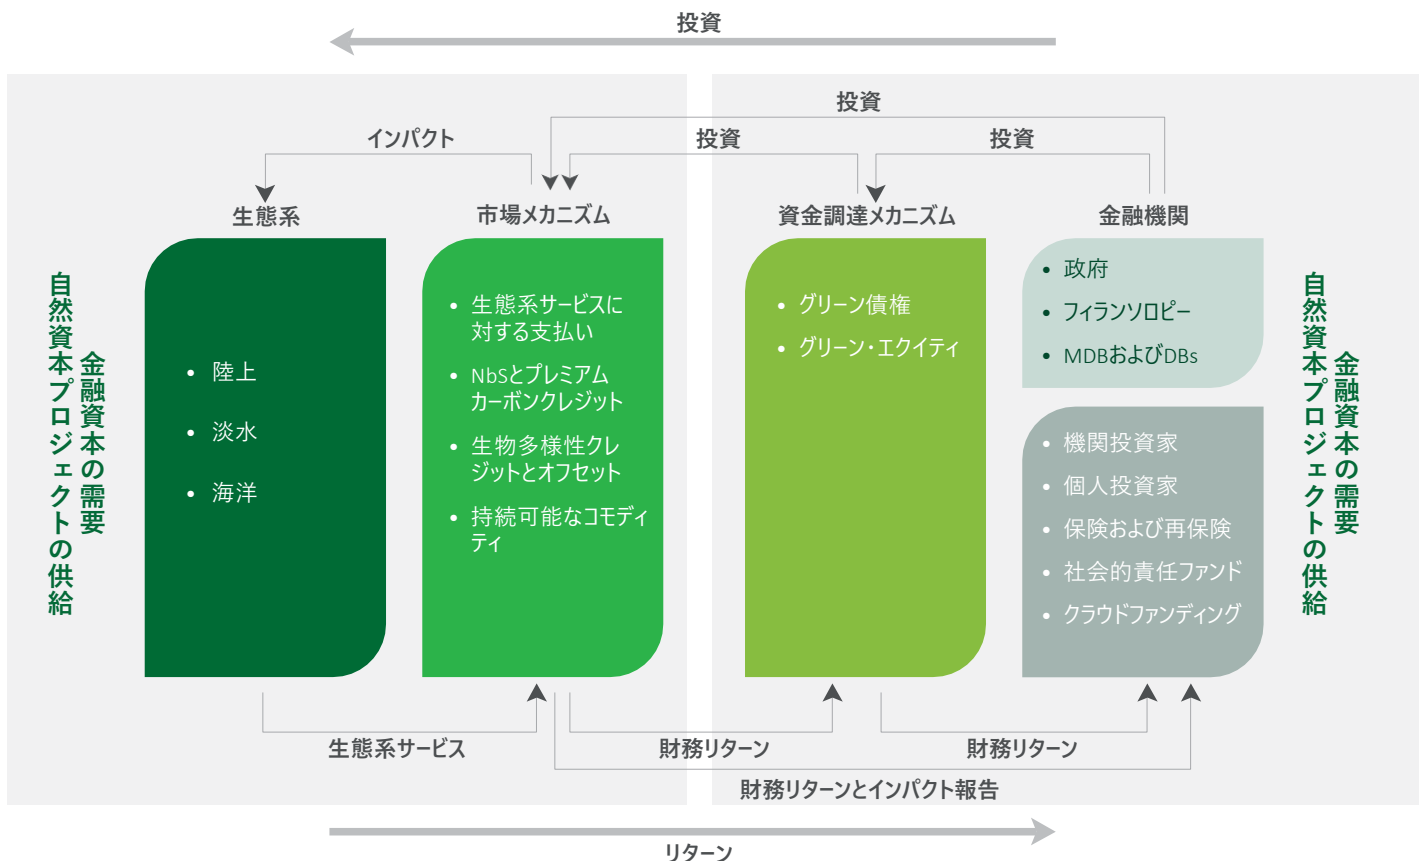 投資
投資
インパクト
投資
投資
生態系
市場メカニズム
資金調達メカニズム
金融機関
金融資本の需要
自然資本プロジェクトの供給
• 陸上
• 淡水
• 海洋
• 生態系サービスに
対する支払い
• NbSとプレミアム
カーボンクレジット
• 生物多様性クレ
ジットとオフセット
• 持続可能なコモディ
ティ
• グリーン債権
• グリーン・エクイティ
• 政府
• フィランソロピー
• MDBおよびDBs
• 機関投資家
• 個人投資家
• 保険および再保険
• 社会的責任ファンド
• クラウドファンディング
金融資本の需要
自然資本プロジェクトの供給
生態系サービス
財務リターン
財務リターン
財務リターンとインパクト報告
リターン